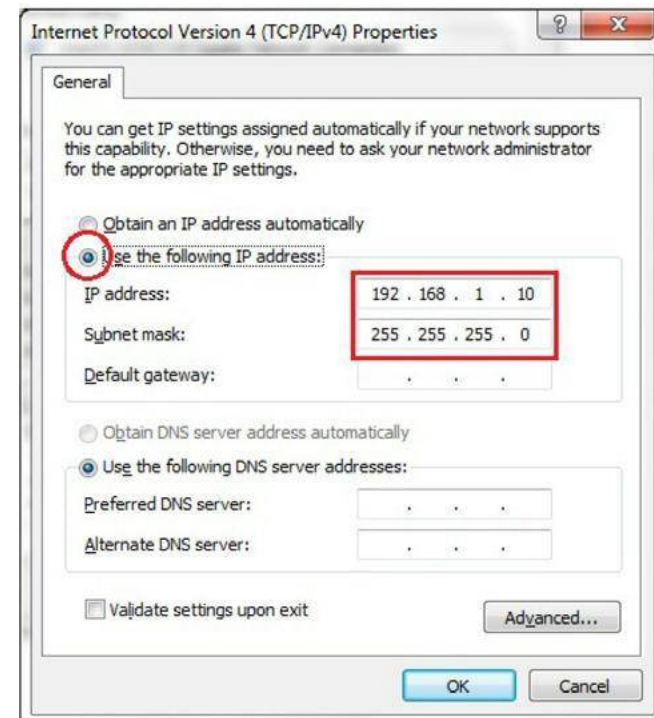 Internet Protocol Version 4 (TCP/IPv4) Properties
General
You can get IP settings assigned automatically if your network supports
this capability. Otherwise, you need to ask your network administrator
for the appropriate IP settings.
Obtain an IP address automatically
Use the following IP address:
IP address: 192 . 168 . 1 . 10
Subnet mask: 255 . 255 . 255 . 0
Default gateway: . . .
Obtain DNS server address automatically
Use the following DNS server addresses:
Preferred DNS server: . . .
Alternate DNS server: . . .
Validate settings upon exit
Advanced...
OK Cancel